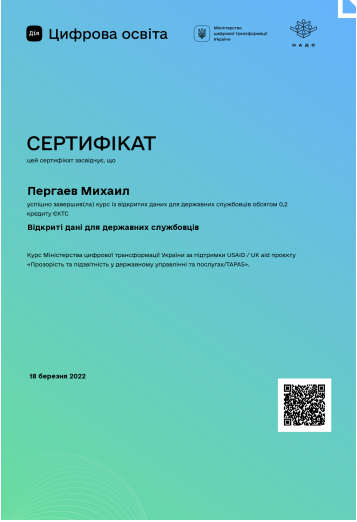 Дія Цифрова освіта
Міністерство
цифрової трансформації
України
НАДС
СЕРТИФІКАТ
цей сертифікат засвідчує, що
Пергаев Михаил
успішно завершив(ла) курс із відкритих даних для державних службовців обсягом 0,2
кредиту ЄКТС
Відкриті дані для державних службовців
Курс Міністерства цифрової трансформації України за підтримки USAID / UK aid проєкту
«Прозорість та підзвітність у державному управлінні та послугах/TAPAS».
18 березня 2022